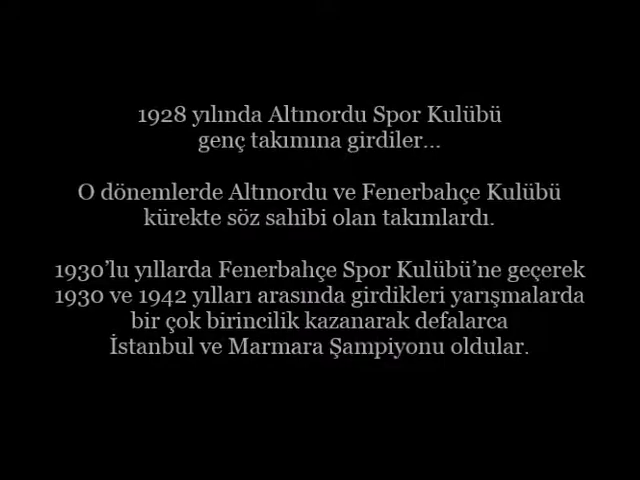 1928 yılında Altınordu Spor Kulübü
genç takımına girdiler...
O dönemlerde Altınordu ve Fenerbahçe Kulübü
kürekte söz sahibi olan takımlardı.
1930’lu yıllarda Fenerbahçe Spor Kulübü’ne geçerek
1930 ve 1942 yılları arasında girdikleri yarışmalarda
bir çok birincilik kazanarak defalarca
İstanbul ve Marmara Şampiyonu oldular.